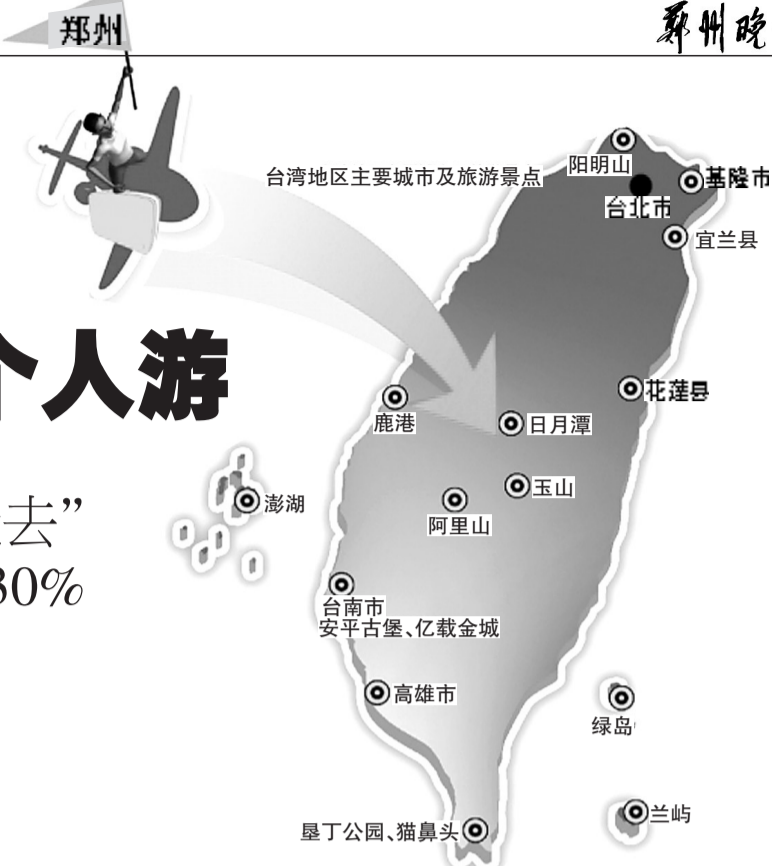 郑州
郑州晚
台湾地区主要城市及旅游景点
阳明山
基隆市
台北市
宜兰县
个人游
花莲县
鹿港
日月潭
去”
30%
澎湖
玉山
阿里山
台南市
安平古堡、亿载金城
高雄市
绿岛
兰屿
垦丁公园、猫鼻头